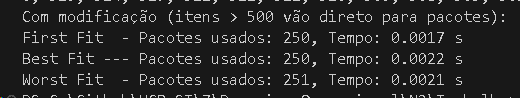 Com modificação (itens > 500 vão direto para pacotes):
First Fit  - Pacotes usados: 250, Tempo: 0.0017 s
Best Fit --- Pacotes usados: 250, Tempo: 0.0022 s
Worst Fit  - Pacotes usados: 251, Tempo: 0.0021 s